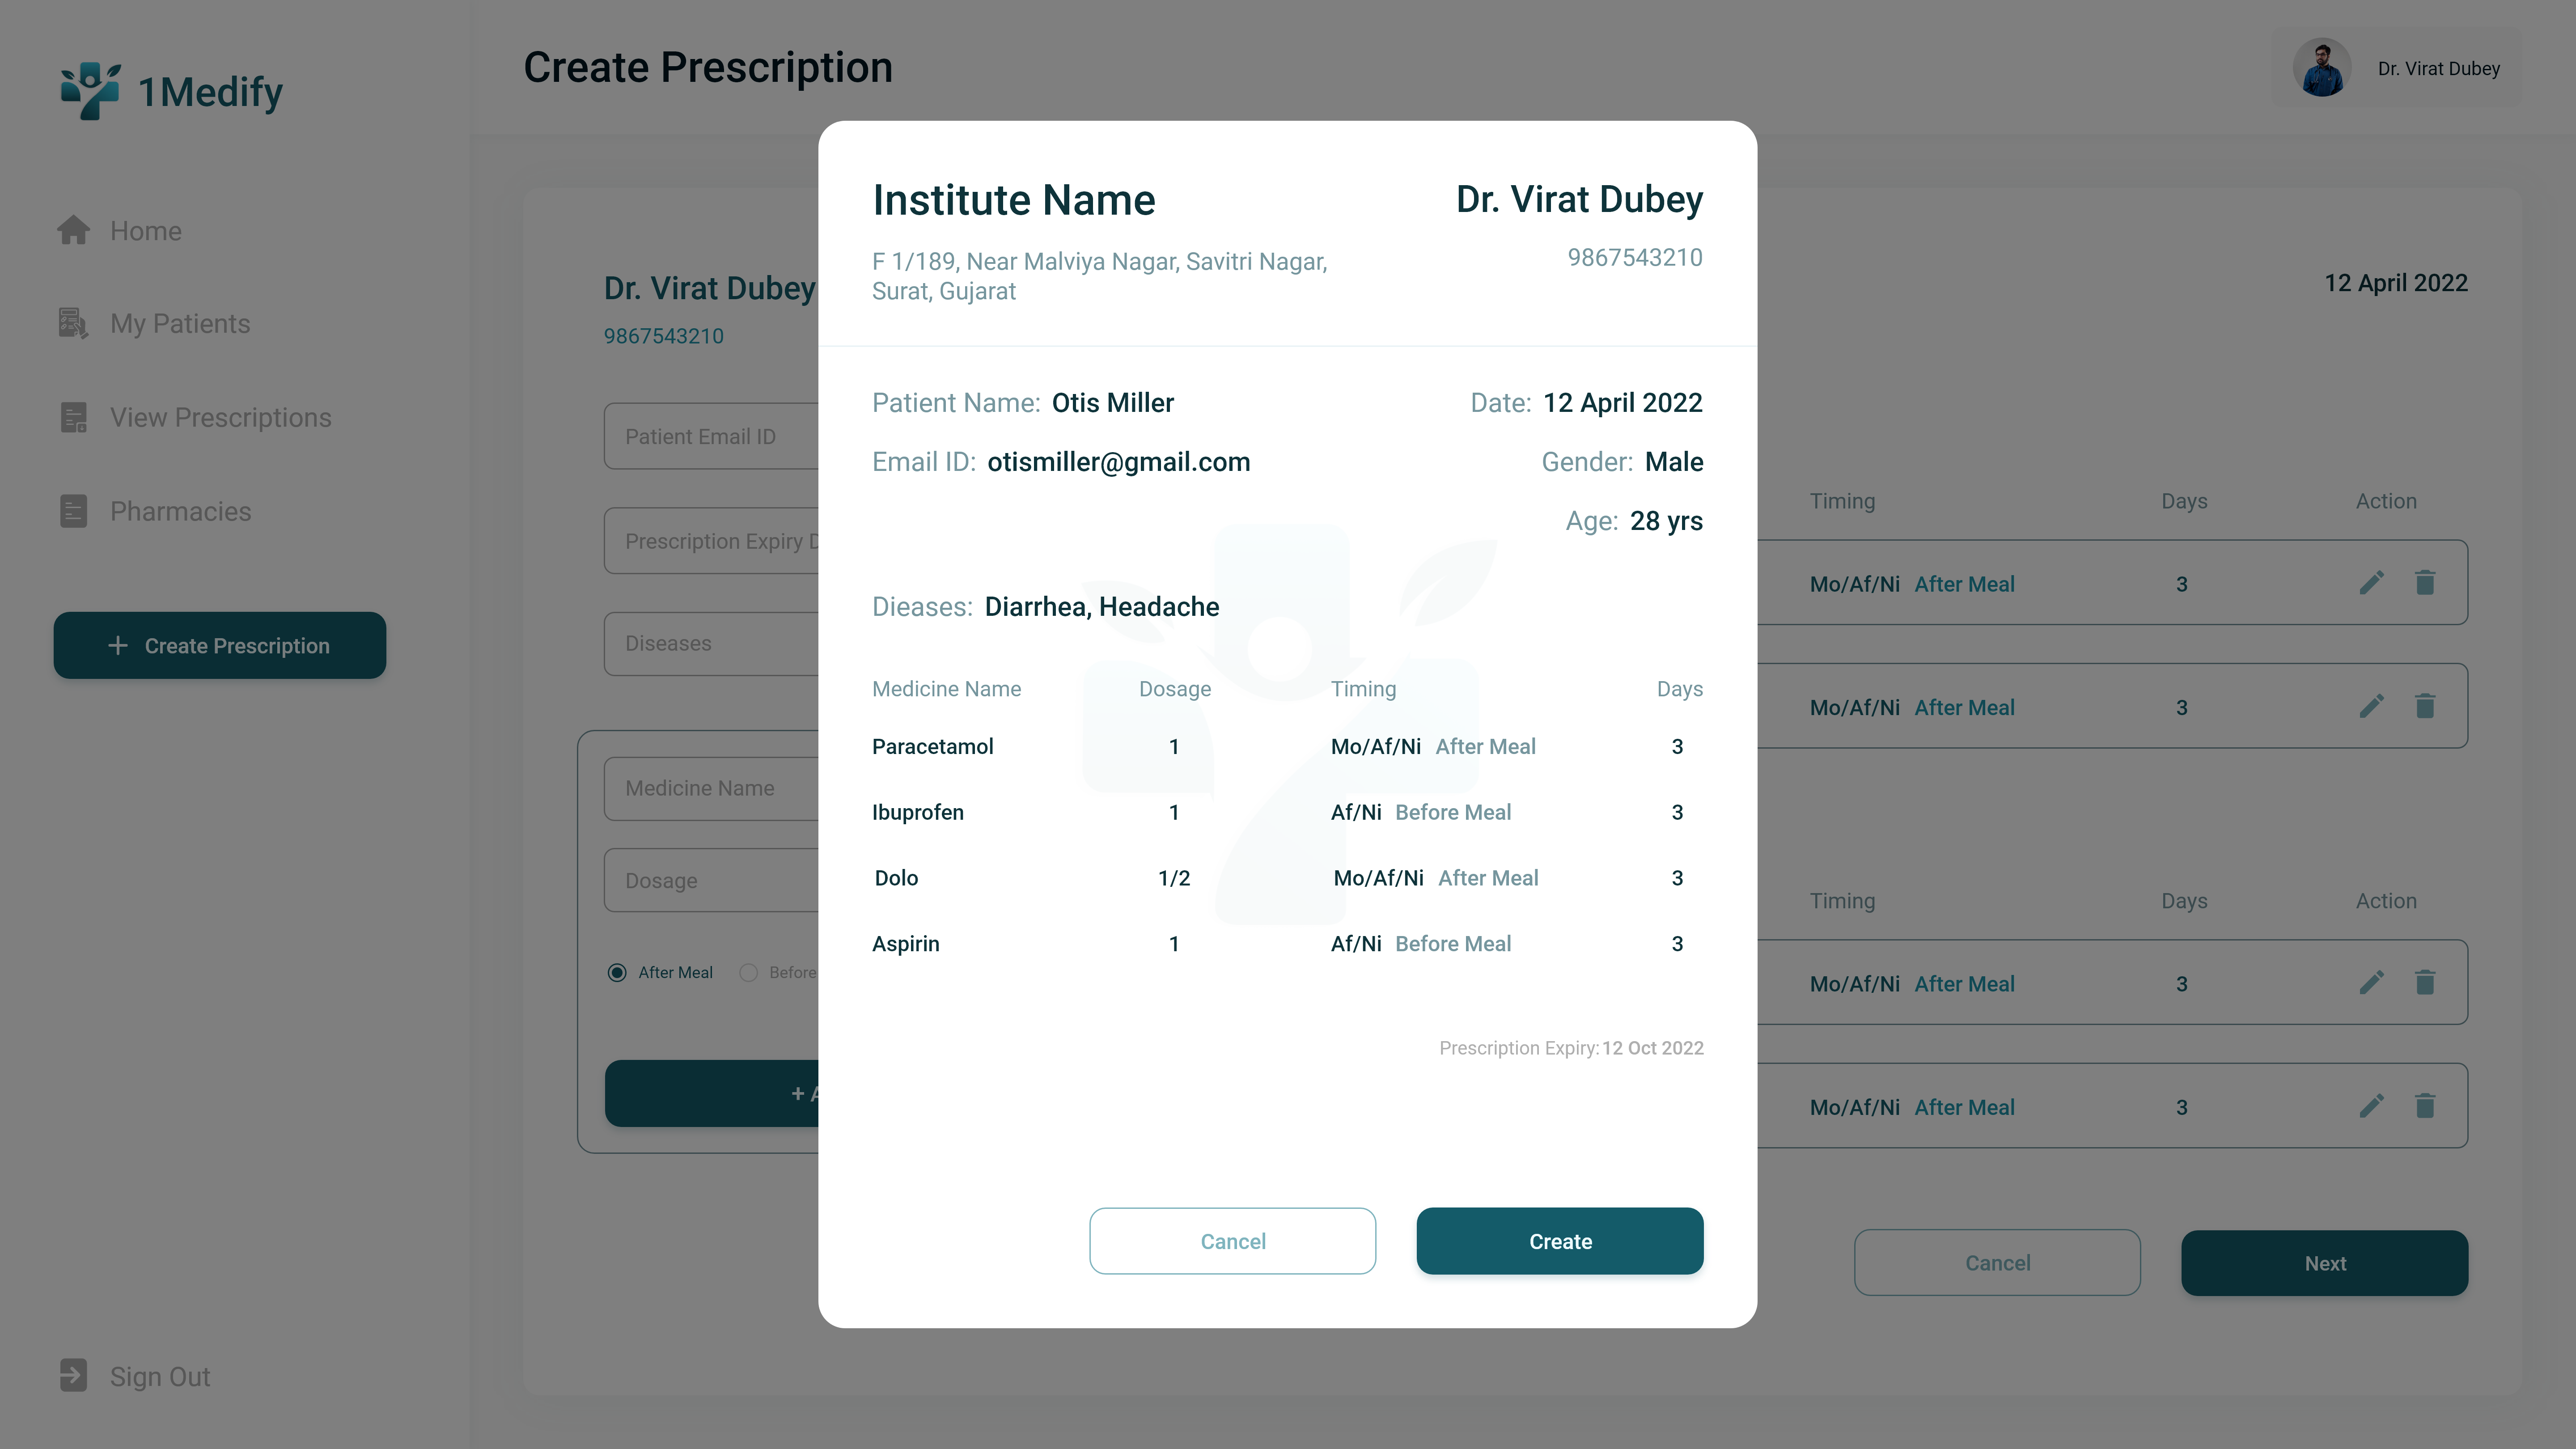 1Medify
Home
My Patients
View Prescriptions
Pharmacies
+ Create Prescription
Sign Out
Create Prescription
Dr. Virat Dubey
Dr. Virat Dubey
9867543210
12 April 2022
Patient Email ID
Prescription Expiry D
Diseases
Medicine Name
Dosage
After Meal Before
+ A
Institute Name
F 1/189, Near Malviya Nagar, Savitri Nagar,
Surat, Gujarat
Dr. Virat Dubey
9867543210
Patient Name: Otis Miller
Date: 12 April 2022
Email ID: otismiller@gmail.com
Gender: Male
Age: 28 yrs
Dieases: Diarrhea, Headache
Medicine Name Dosage Timing Days
Paracetamol 1 Mo/Af/Ni After Meal 3
Ibuprofen 1 Af/Ni Before Meal 3
Dolo 1/2 Mo/Af/Ni After Meal 3
Aspirin 1 Af/Ni Before Meal 3
Prescription Expiry: 12 Oct 2022
Cancel
Create
Timing Days Action
Mo/Af/Ni After Meal 3
Mo/Af/Ni After Meal 3
Timing Days Action
Mo/Af/Ni After Meal 3
Mo/Af/Ni After Meal 3
Cancel
Next